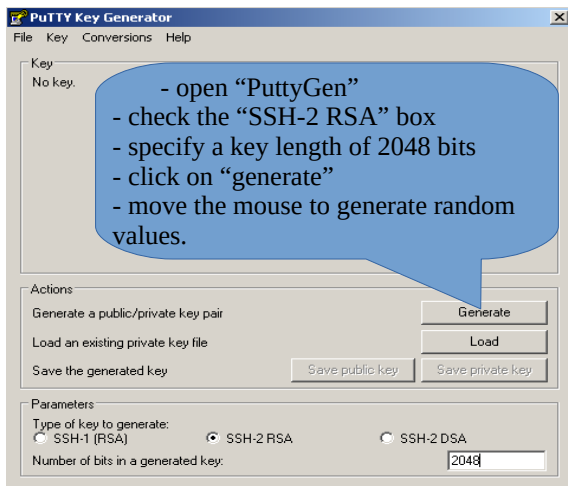 PuTTY Key Generator
File Key Conversions Help
Key
No key.
- open “PuttyGen”
- check the “SSH-2 RSA” box
- specify a key length of 2048 bits
- click on “generate”
- move the mouse to generate random
values.
Actions
Generate a public/private key pair
Generate
Load an existing private key file
Load
Save the generated key
Save public key
Save private key
Parameters
Type of key to generate:
SSH-1 (RSA)
SSH-2 RSA
SSH-2 DSA
Number of bits in a generated key:
2048